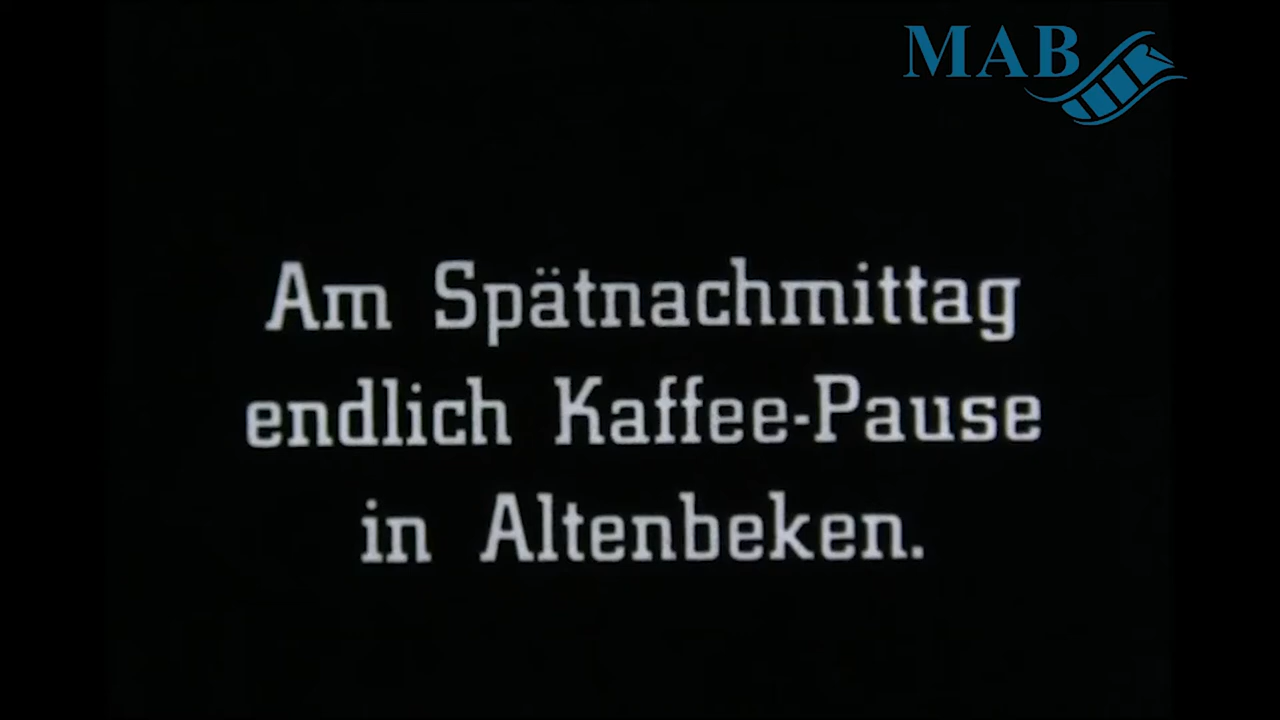 MAB
Am Spätnachmittag
endlich Kaffee-Pause
in Altenbeken.